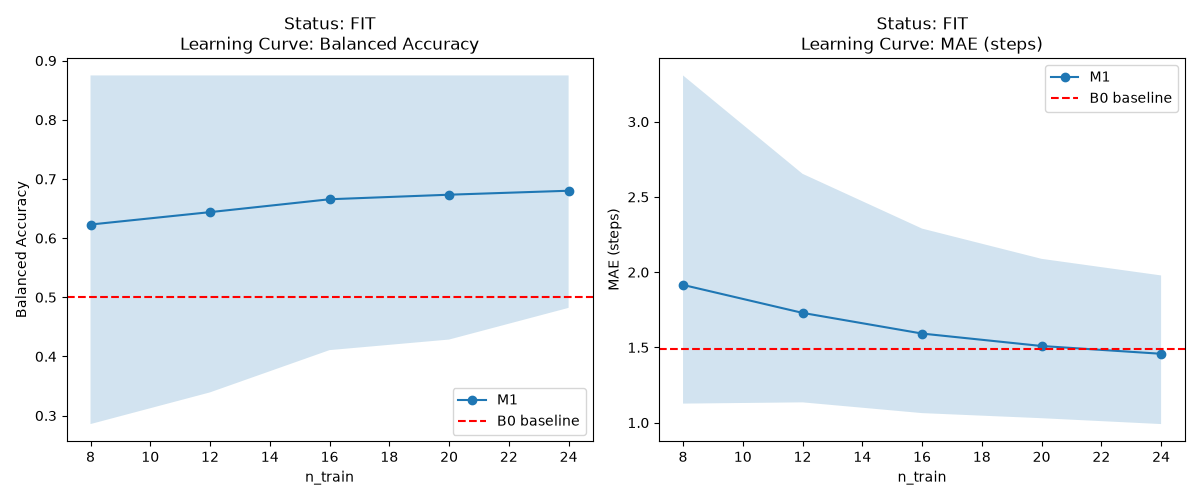 Status: FIT
Learning Curve: Balanced Accuracy
Balanced Accuracy
0.9
0.8
0.7
0.6
0.5
0.4
0.3
8
10
12
14
16
18
20
22
24
n_train
M1
B0 baseline
Status: FIT
Learning Curve: MAE (steps)
MAE (steps)
3.0
2.5
2.0
1.5
1.0
8
10
12
14
16
18
20
22
24
n_train
M1
B0 baseline